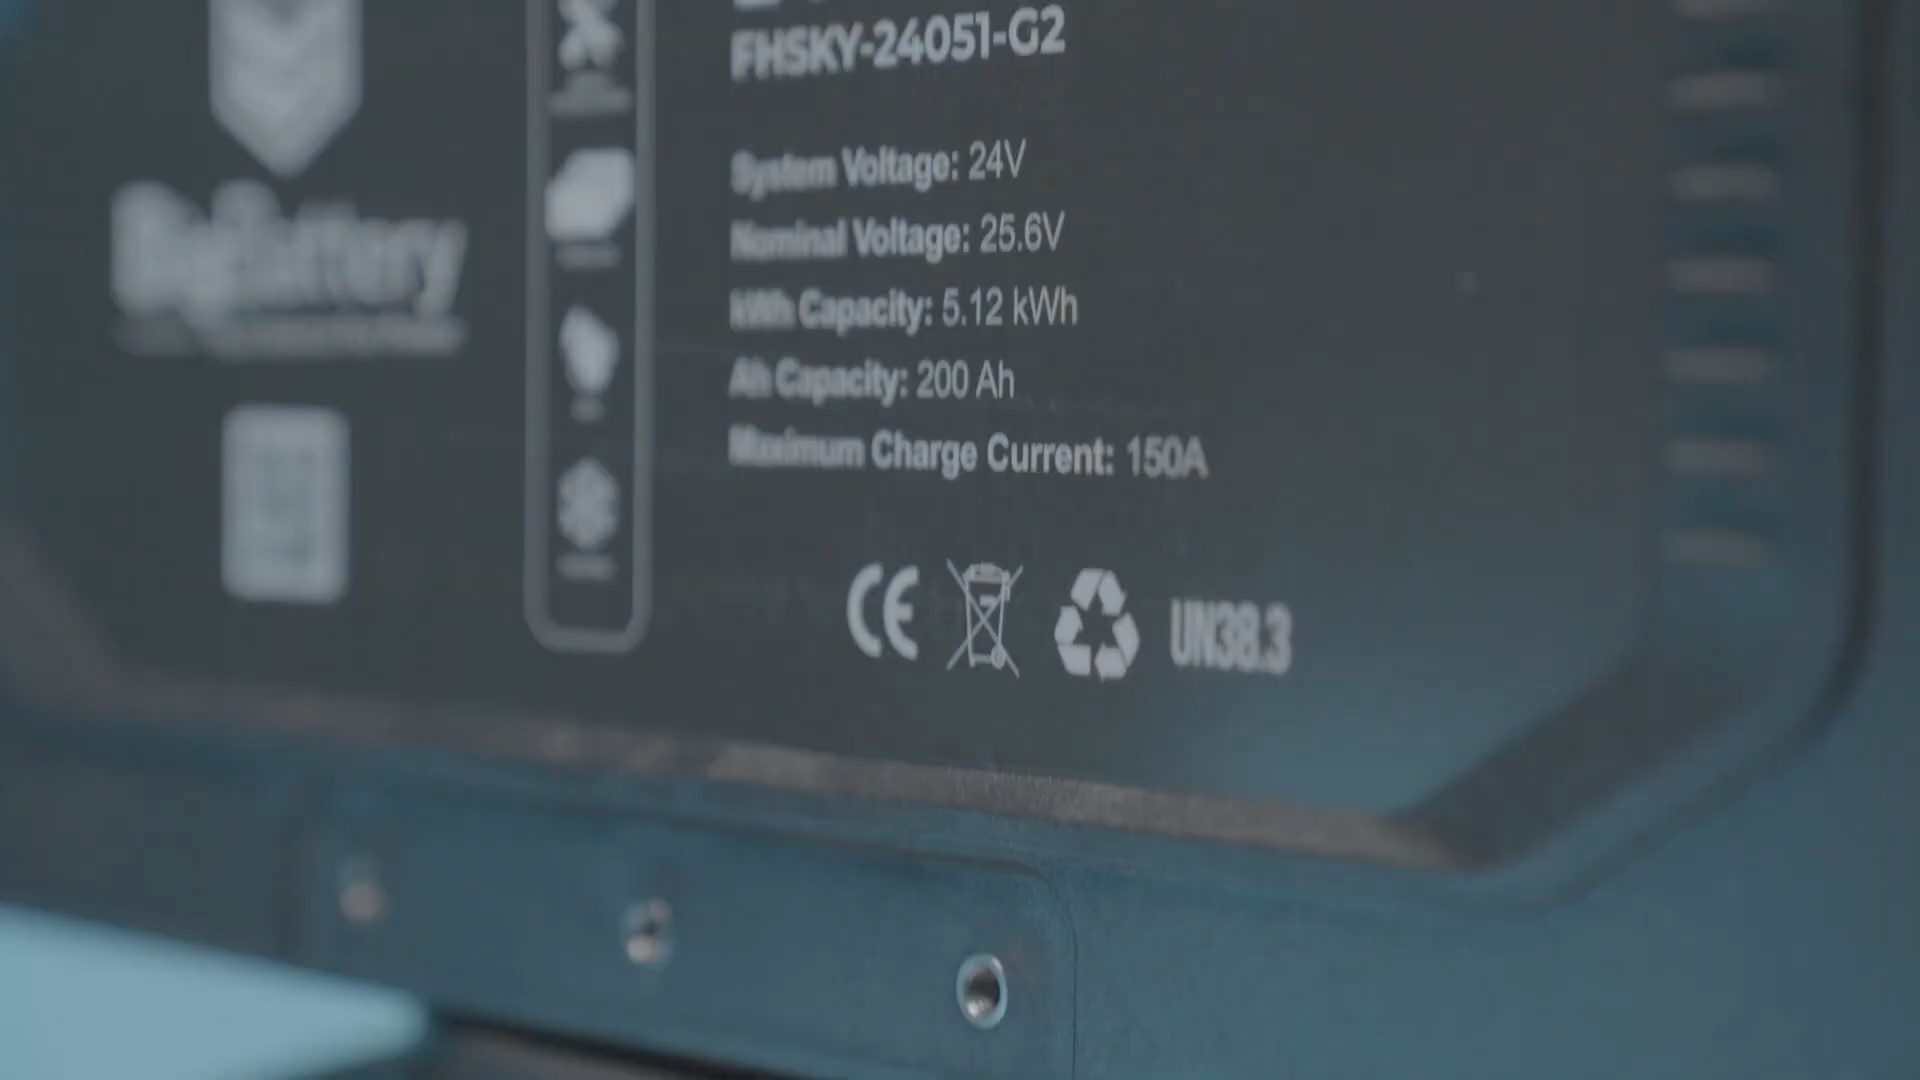 FHSKY-24051-G2
System Voltage: 24V
Nominal Voltage: 25.6V
kWh Capacity: 5.12 kWh
Ah Capacity: 200 Ah
Maximum Charge Current: 150A
BigBattery
CE
UN38.3